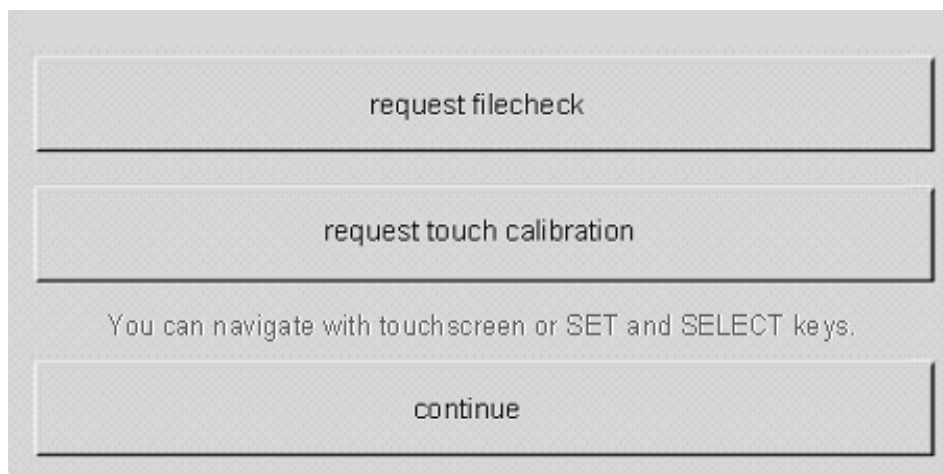 request filecheck
request touch calibration
You can navigate with touchscreen or SET and SELECT keys.
continue